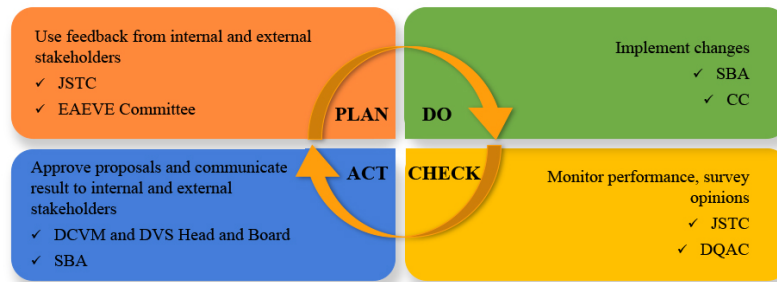 Use feedback from internal and external
stakeholders
✓ JSTC
✓ EAEVE Committee
PLAN
Implement changes
✓ SBA
✓ CC
DO
Approve proposals and communicate
result to internal and external
stakeholders
✓ DCVM and DVS Head and Board
✓ SBA
ACT
CHECK
Monitor performance, survey
opinions
✓ JSTC
✓ DQAC